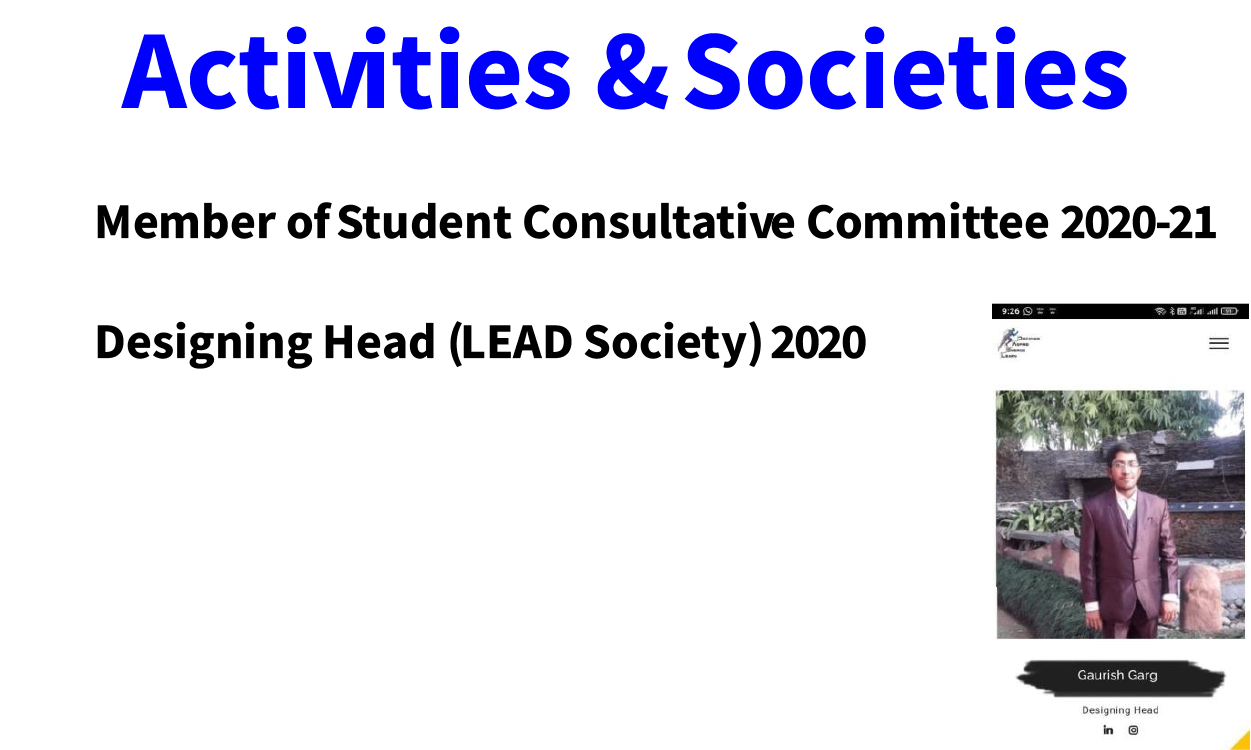 Activities & Societies
Member of Student Consultative Committee 2020-21
Designing Head (LEAD Society) 2020
9:26
Gaurish Garg
Designing Head